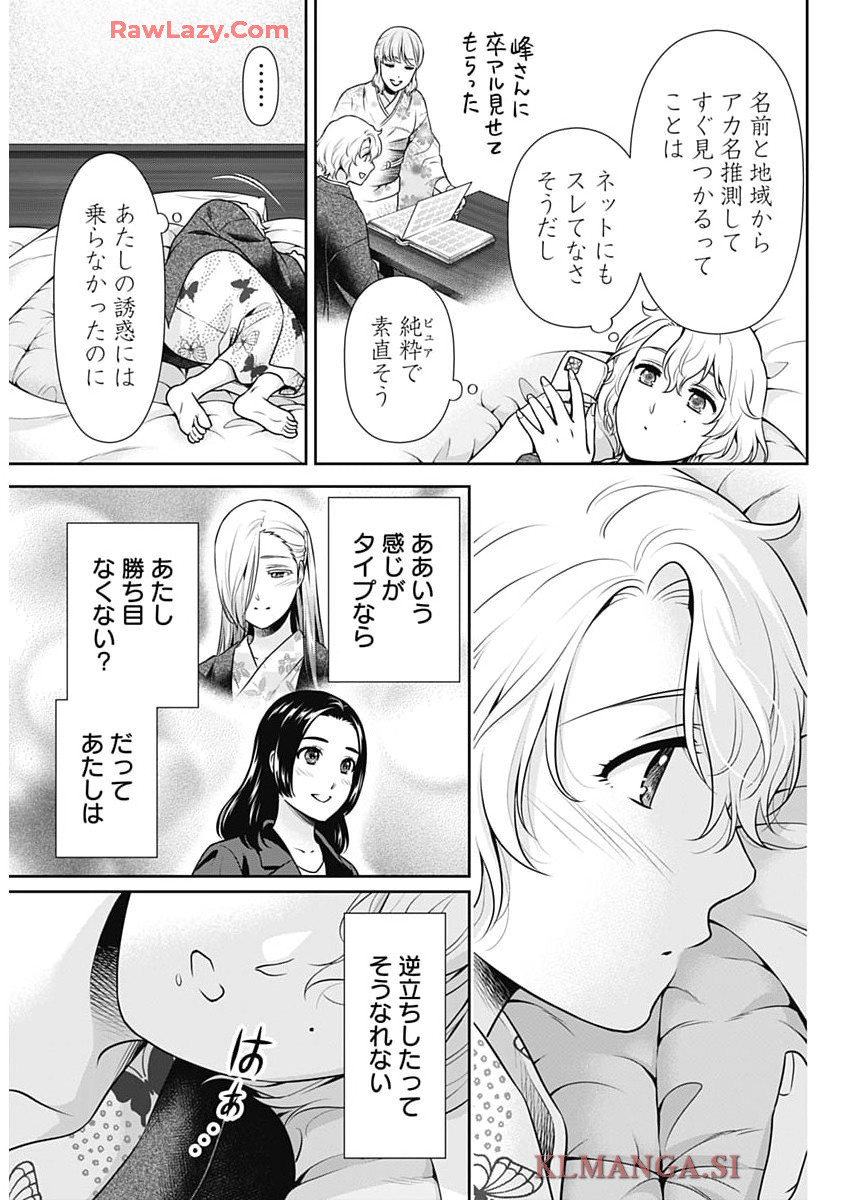 RawLazy.Com
名前と地域から
アカ名推測して
すぐ見つかるって
ことは
峰さんに
卒アル見せて
もらった
ネットにも
スレてなさ
そうだし
純粋で
ピュア
素直そう
……
あたしの誘惑には
乗らなかったのに
ああいう
感じが
タイプなら
あたし
勝ち目
なくない?
だって
あたしは
逆立ちしたって
そうなれない
はぁ…
KLMANGA.SI